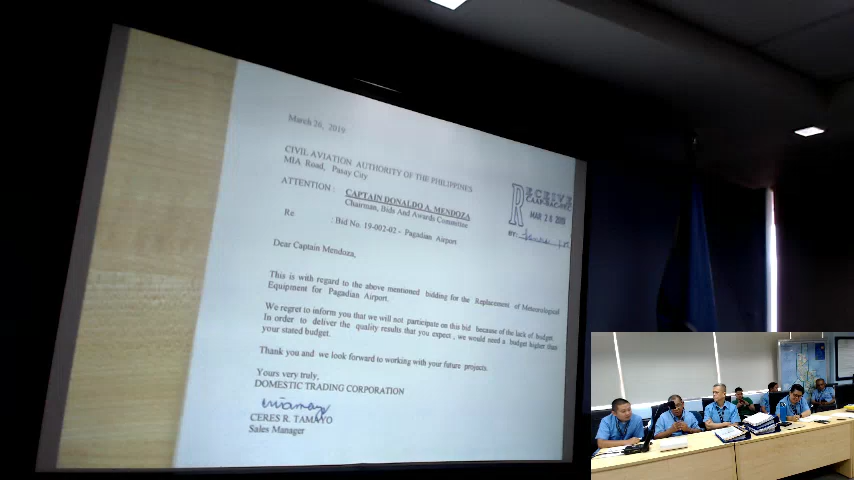 March 26, 2019
CIVIL AVIATION AUTHORITY OF THE PHILIPPINES
MIA Road, Pasay City
ATTENTION : CAPTAIN DONALDO A. MENDOZA
Chairman, Bids And Awards Committee
RECEIVE
MAR 28 2019
BY:
Re : Bid No. 19-002-02 - Pagadian Airport
Dear Captain Mendoza,
This is with regard to the above mentioned bidding for the Replacement of Meteorological
Equipment for Pagadian Airport.
We regret to inform you that we will not participate on this bid because of the lack of budget.
In order to deliver the quality results that you expect , we would need a budget higher than
your stated budget.
Thank you and we look forward to working with your future projects.
Yours very truly,
DOMESTIC TRADING CORPORATION
CERES R. TAMAYO
Sales Manager